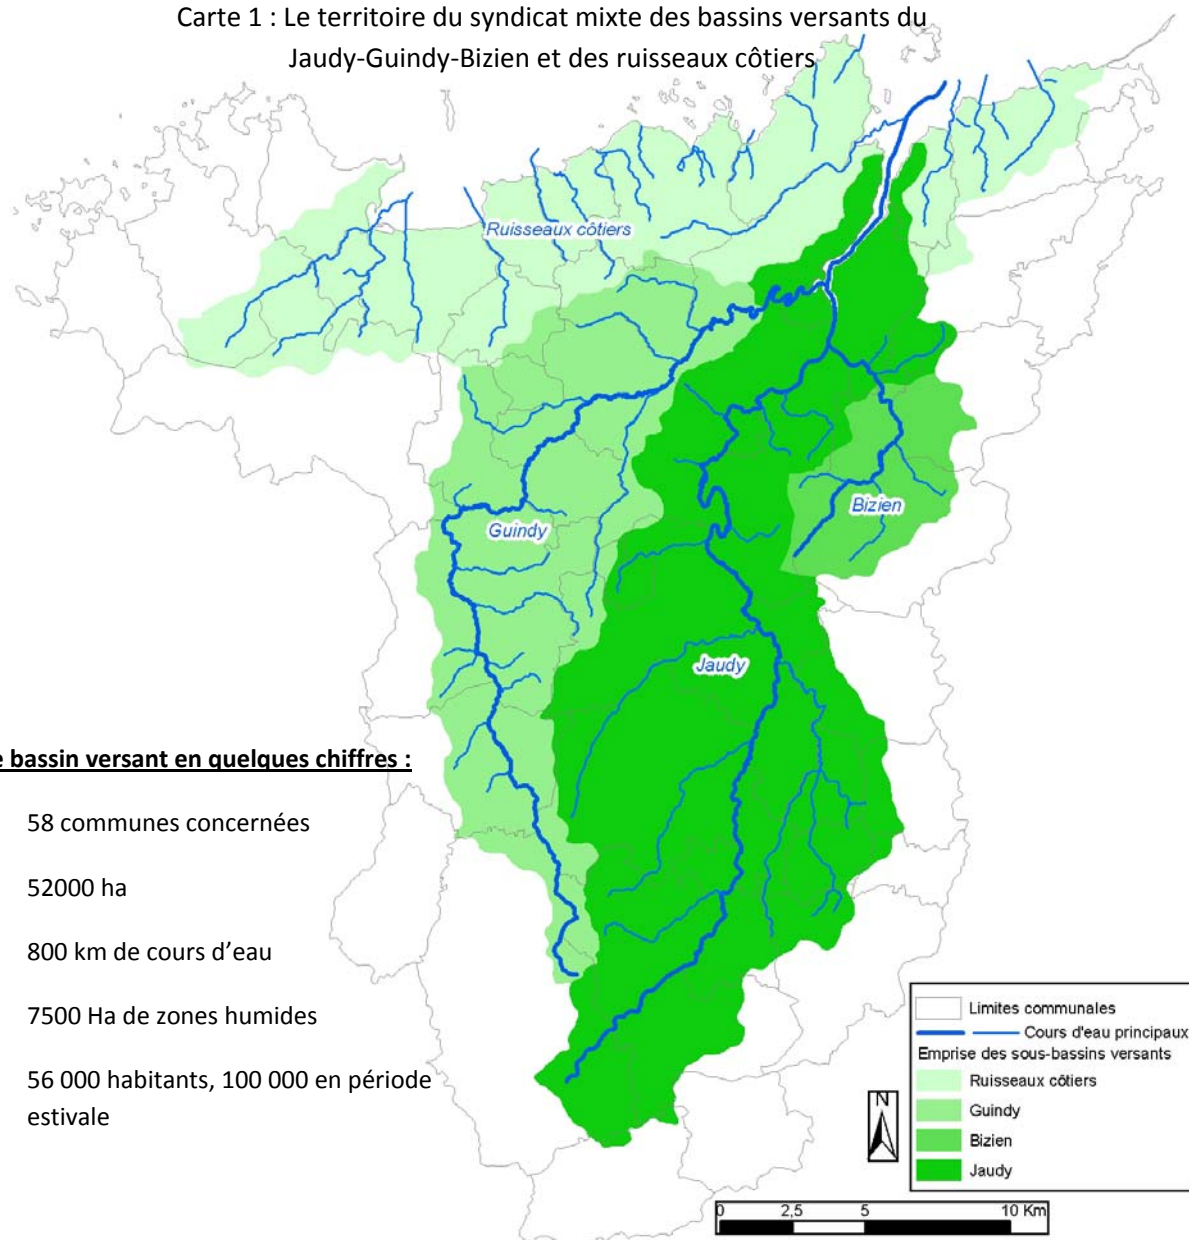 Carte 1 : Le territoire du syndicat mixte des bassins versants du
Jaudy-Guindy-Bizien et des ruisseaux côtiers
Ruisseaux côtiers
Guindy
Bizien
Jaudy
e bassin versant en quelques chiffres :
58 communes concernées
52000 ha
800 km de cours d’eau
7500 Ha de zones humides
56 000 habitants, 100 000 en période
estivale
Limites communales
Cours d'eau principaux
Emprise des sous-bassins versants
Ruisseaux côtiers
Guindy
Bizien
Jaudy
N
0 2,5 5 10 Km